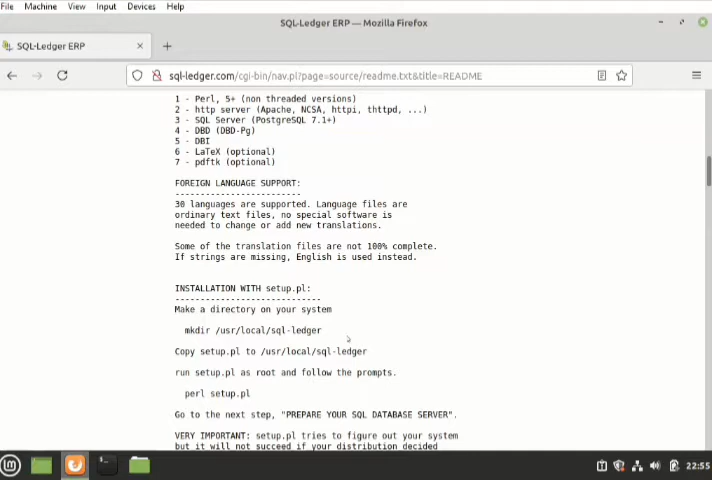 File Machine View Input Devices Help
SQL-Ledger ERP — Mozilla Firefox
SQL-Ledger ERP
sql-ledger.com/cgi-bin/nav.pl?page=source/readme.txt&title=README
1 - Perl, 5+ (non threaded versions)
2 - http server (Apache, NCSA, httpi, thttpd, ...)
3 - SQL Server (PostgreSQL 7.1+)
4 - DBD (DBD-Pg)
5 - DBI
6 - LaTeX (optional)
7 - pdftk (optional)
FOREIGN LANGUAGE SUPPORT:
-------------------------
30 languages are supported. Language files are
ordinary text files, no special software is
needed to change or add new translations.
Some of the translation files are not 100% complete.
If strings are missing, English is used instead.
INSTALLATION WITH setup.pl:
----------------------------
Make a directory on your system
mkdir /usr/local/sql-ledger
Copy setup.pl to /usr/local/sql-ledger
run setup.pl as root and follow the prompts.
perl setup.pl
Go to the next step, "PREPARE YOUR SQL DATABASE SERVER".
VERY IMPORTANT: setup.pl tries to figure out your system
but it will not succeed if your distribution decided
22:55